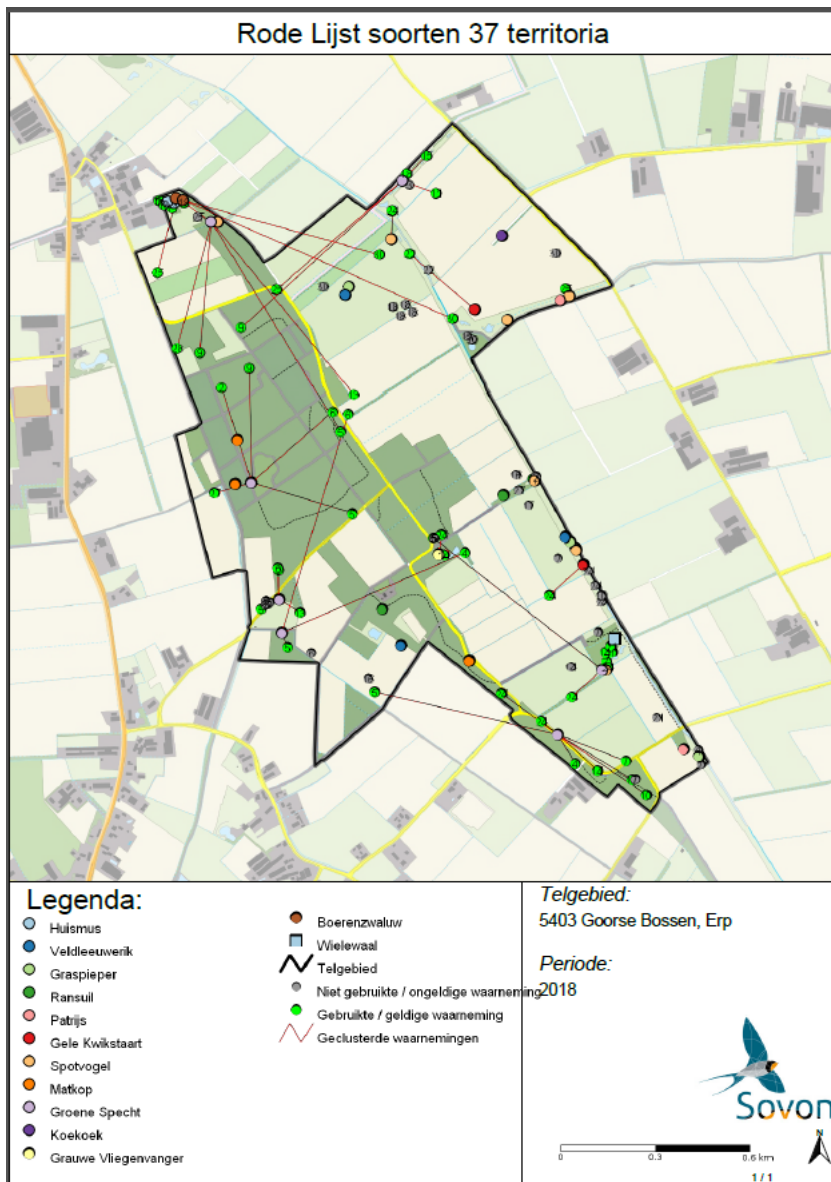 Rode Lijst soorten 37 territoria
Legenda:
Huismus
Veldleeuwerik
Graspieper
Ransuil
Patrijs
Gele Kwikstaart
Spotvogel
Matkop
Groene Specht
Koekoek
Grauwe Vliegenvanger
Boerenzwaluw
Wielewaal
Telgebied
Niet gebruikte / ongeldige waarneming
Gebruikte / geldige waarneming
Geclusterde waarnemingen
Telgebied:
5403 Goorse Bossen, Erp
Periode:
2018
Sovon
N
0 0.3 0.6 km
1 / 1